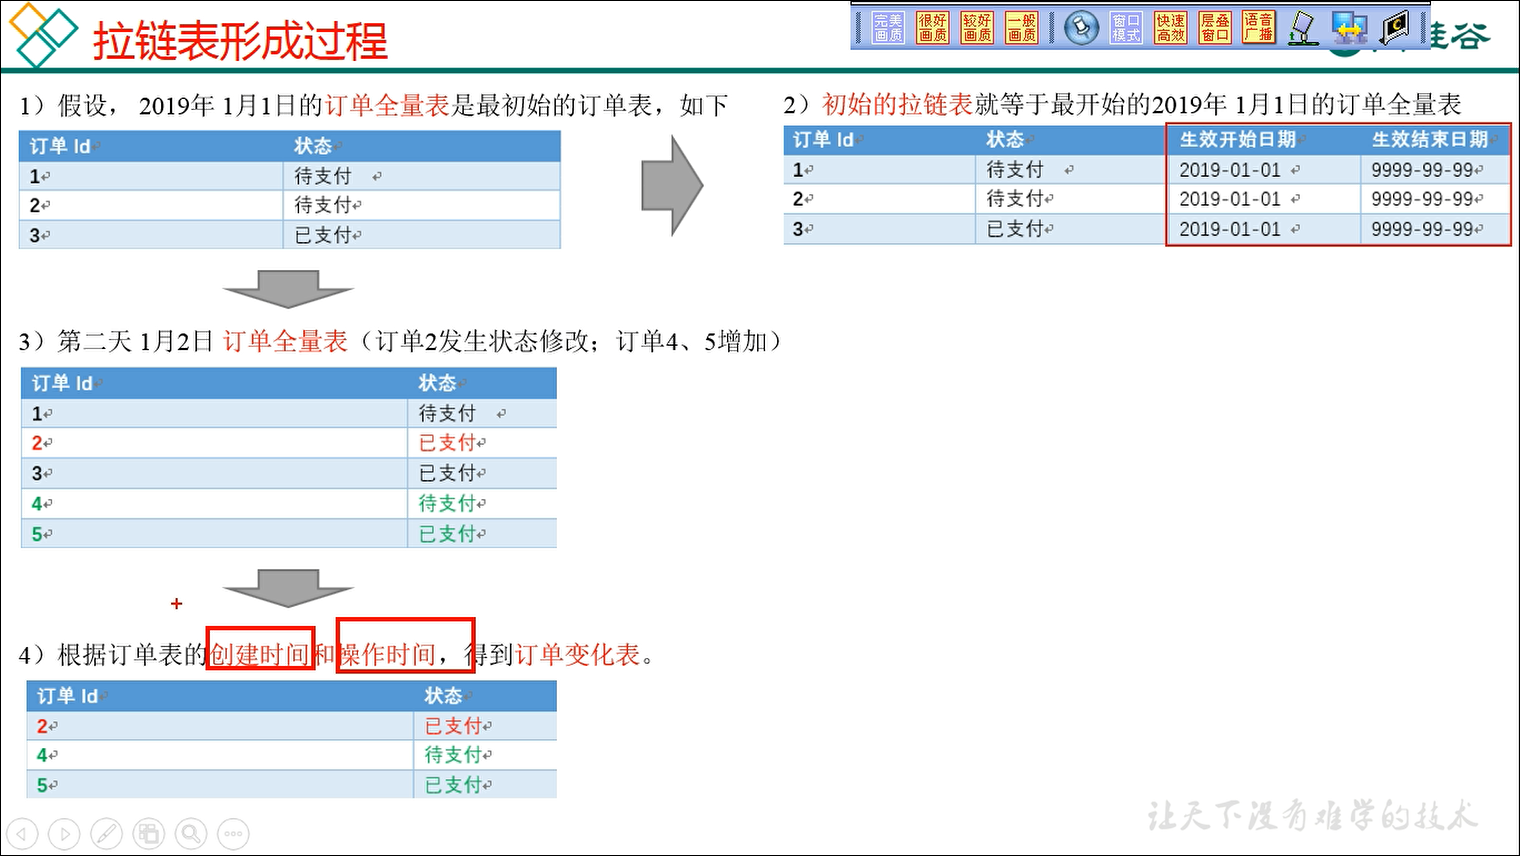 拉链表形成过程
完美画质 很好画质 较好画质 一般画质 窗口模式 快速高效 层叠窗口 语音广播
谷
1）假设， 2019年 1月1日的订单全量表是最初始的订单表，如下
订单 Id 状态
1 待支付
2 待支付
3 已支付
2）初始的拉链表就等于最开始的2019年 1月1日的订单全量表
订单 Id 状态 生效开始日期 生效结束日期
1 待支付 2019-01-01 9999-99-99
2 待支付 2019-01-01 9999-99-99
3 已支付 2019-01-01 9999-99-99
3）第二天 1月2日 订单全量表（订单2发生状态修改；订单4、5增加）
订单 Id 状态
1 待支付
2 已支付
3 已支付
4 待支付
5 已支付
4）根据订单表的创建时间和操作时间，得到订单变化表。
订单 Id 状态
2 已支付
4 待支付
5 已支付
让天下没有难学的技术